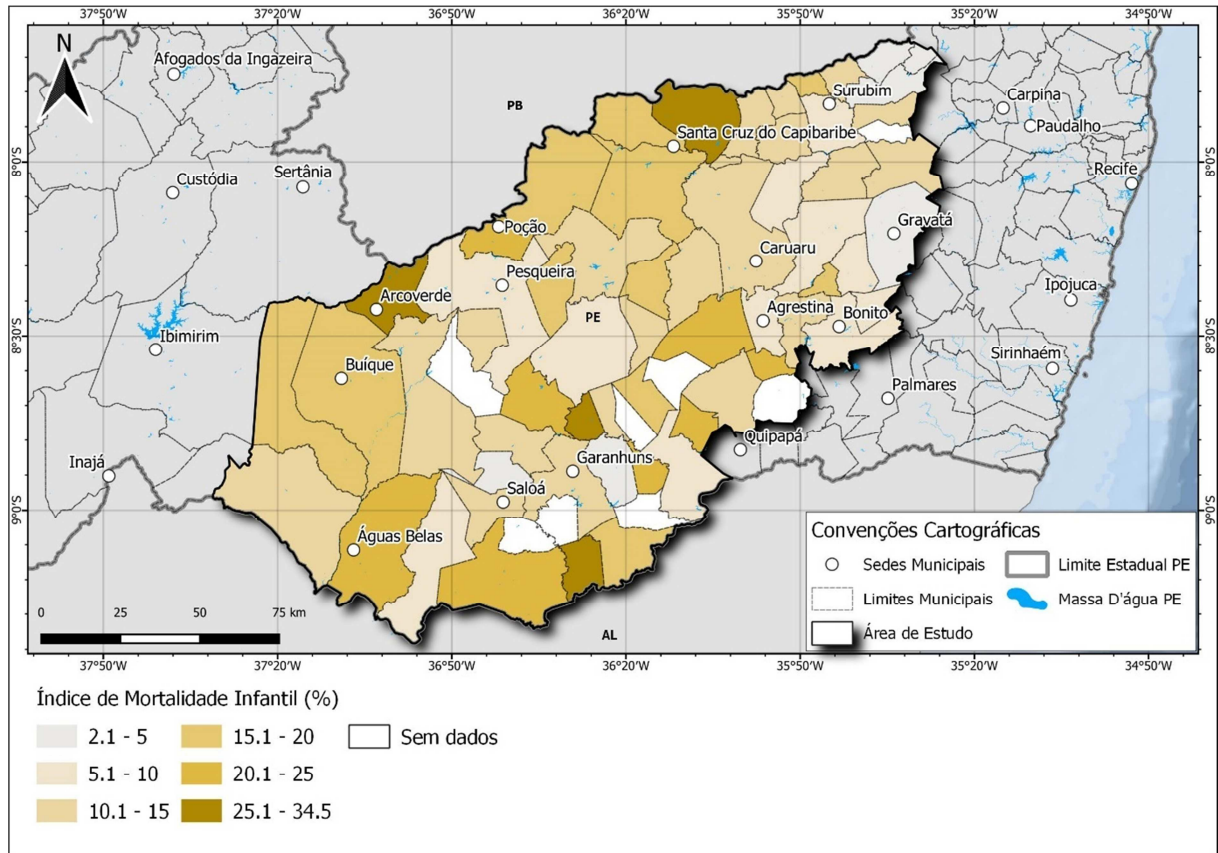 37°50'W 37°20'W 36°50'W 36°20'W 35°50'W 35°20'W 34°50'W
N
Afogados da Ingazeira
PB
Surubim
Carpina
Santa Cruz do Capibaribe
Paudalho
8°0'S 8°0'S
Custódia
Sertânia
Recife
Poção
Gravatá
Caruaru
Pesqueira
Arcoverde
Ipojuca
Agrestina
Bonito
PE
8°30'S 8°30'S
Ibimirim
Buíque
Sirinhaém
Palmares
Quipapá
Inajá
Garanhuns
Saloá
9°0'S 9°0'S
Águas Belas
Convenções Cartográficas
Sedes Municipais
Limite Estadual PE
Limites Municipais
Massa D'água PE
Área de Estudo
0 25 50 75 km
AL
37°50'W 37°20'W 36°50'W 36°20'W 35°50'W 35°20'W 34°50'W
Índice de Mortalidade Infantil (%)
2.1 - 5 15.1 - 20 Sem dados
5.1 - 10 20.1 - 25
10.1 - 15 25.1 - 34.5